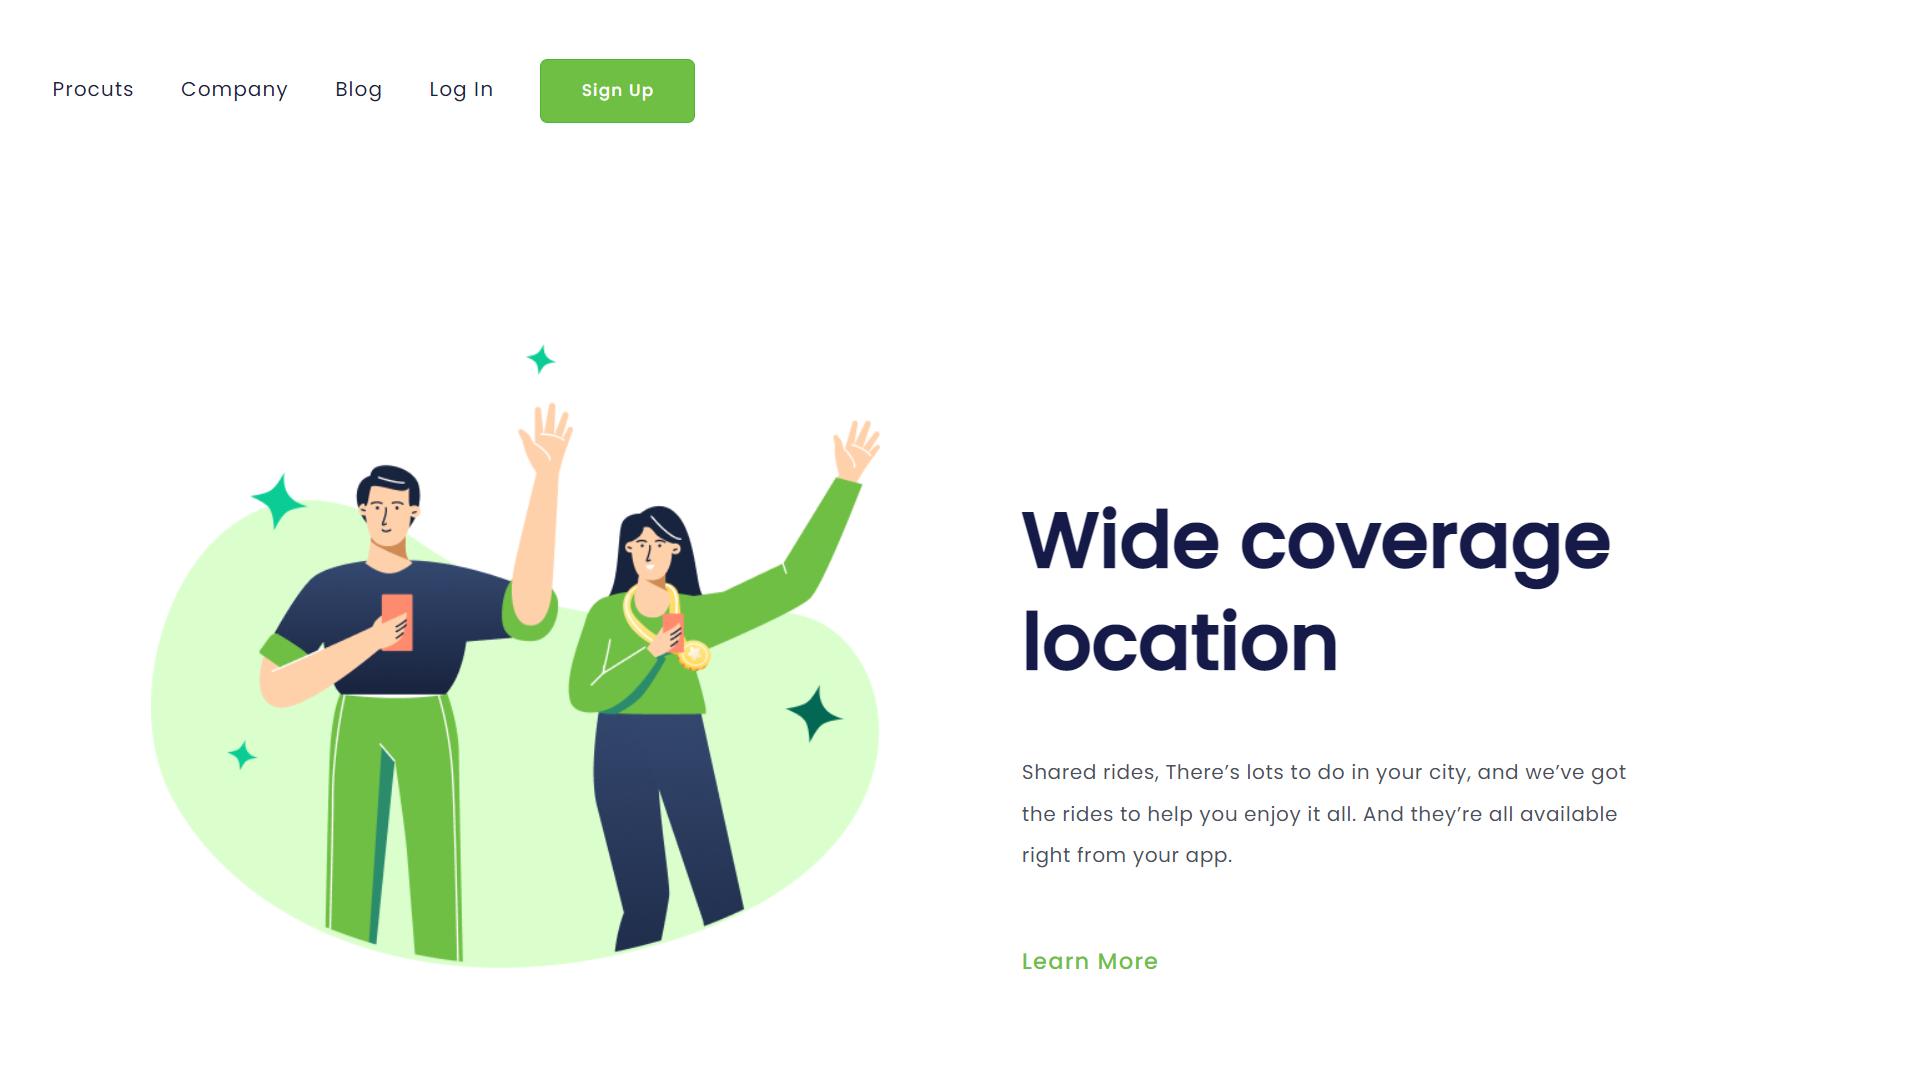 Procuts Company Blog Log In Sign Up
Wide coverage
location
Shared rides, There’s lots to do in your city, and we’ve got
the rides to help you enjoy it all. And they’re all available
right from your app.
Learn More